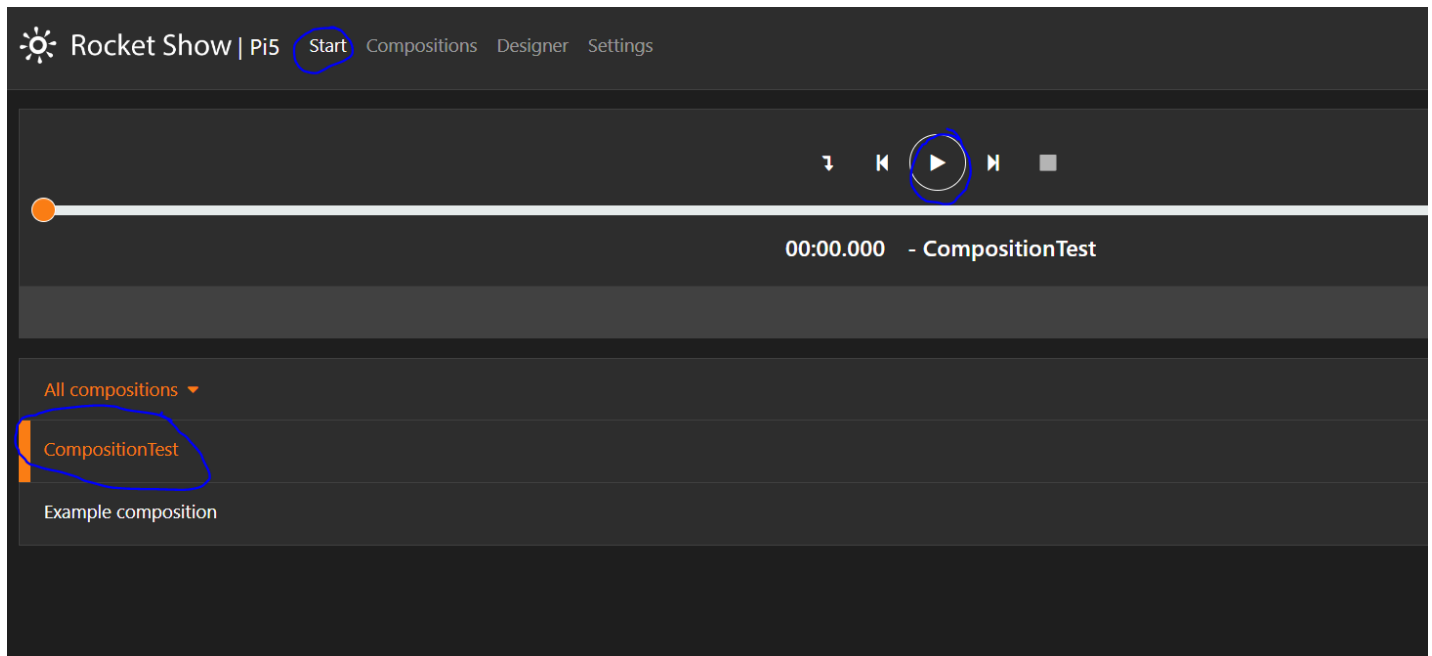 Rocket Show | Pi5 Start Compositions Designer Settings
00:00.000 - CompositionTest
All compositions
CompositionTest
Example composition